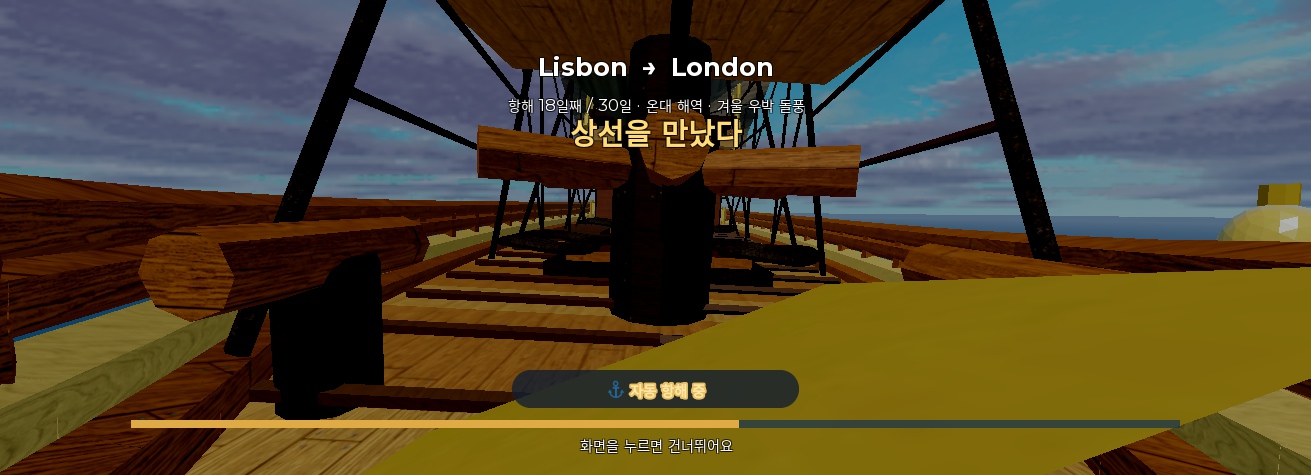 Lisbon → London
항해 18일째 / 30일 · 온대 해역 · 겨울 우박 돌풍
상선을 만났다
⚓ 자동 항해 중
화면을 누르면 건너뛰어요